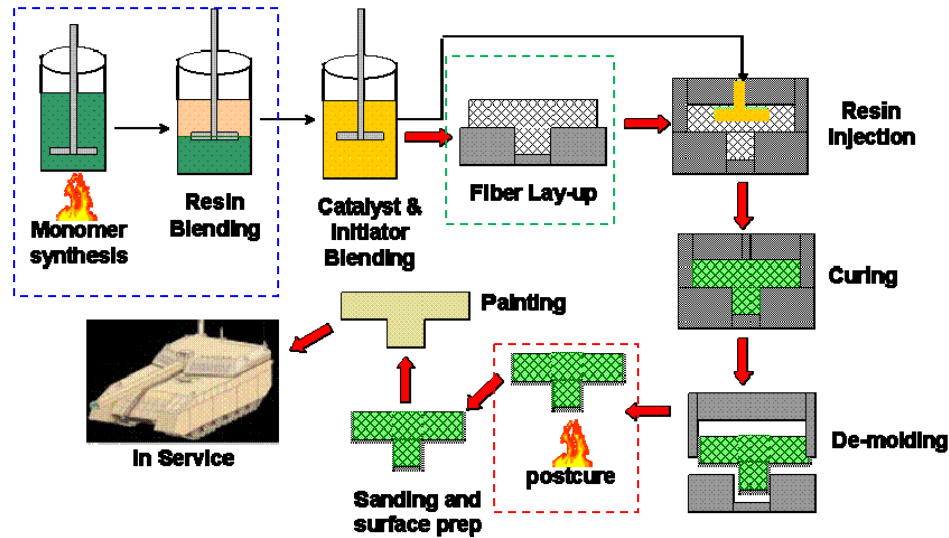 Monomer
synthesis
Resin
Blending
Catalyst &
Initiator
Blending
Fiber Lay-up
Resin
Injection
Curing
De-molding
postcure
Sanding and
surface prep
Painting
In Service